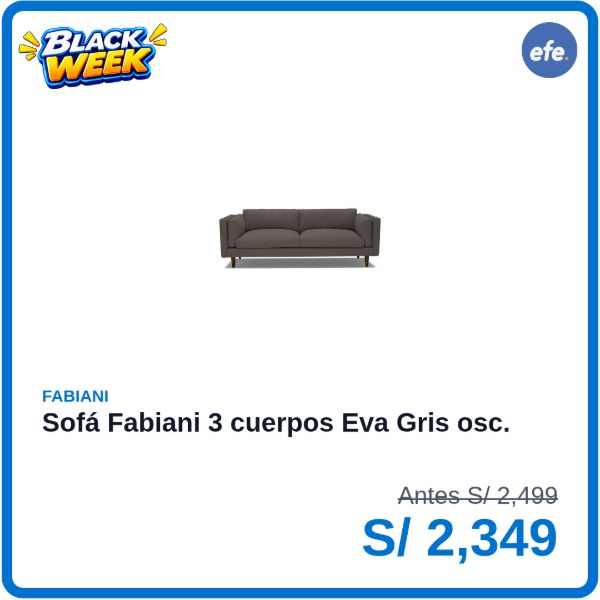 BLACK
WEEK
efe.
FABIANI
Sofá Fabiani 3 cuerpos Eva Gris osc.
Antes S/ 2,499
S/ 2,349